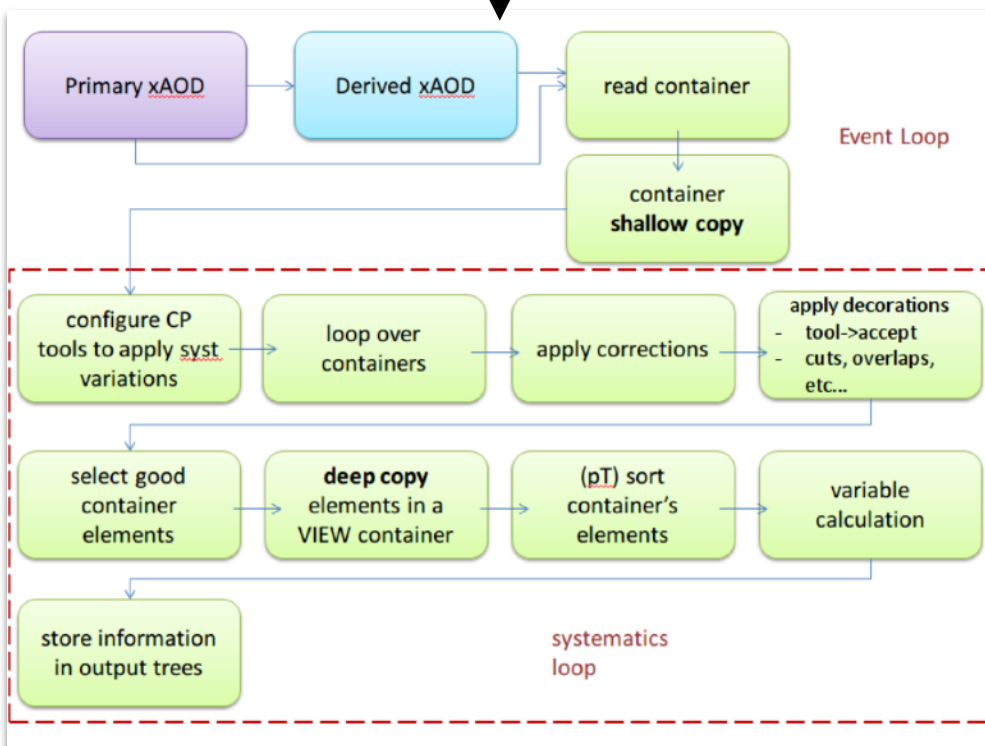 Primary xAOD
Derived xAOD
read container
Event Loop
container
shallow copy
configure CP
tools to apply syst
variations
loop over
containers
apply corrections
apply decorations
- tool->accept
- cuts, overlaps,
etc...
select good
container
elements
deep copy
elements in a
VIEW container
(pT) sort
container's
elements
variable
calculation
store information
in output trees
systematics
loop